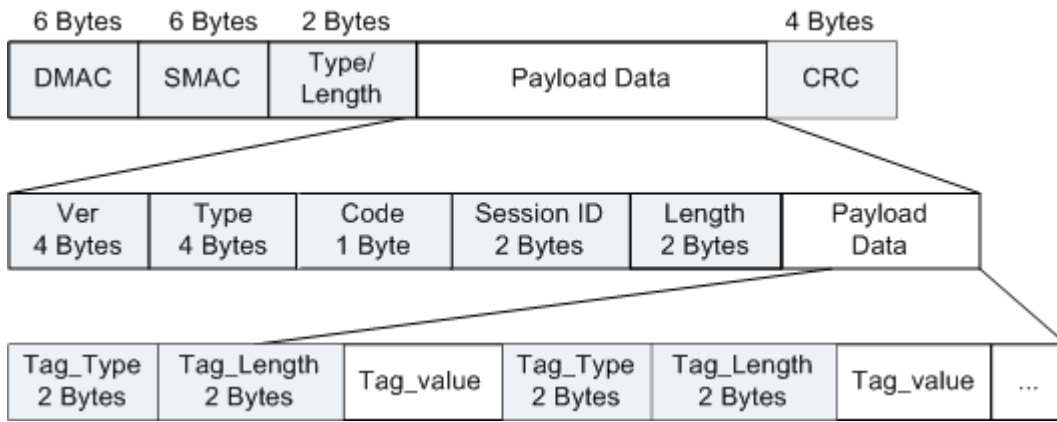 6 Bytes 6 Bytes 2 Bytes 4 Bytes
DMAC SMAC Type/ Length Payload Data CRC
Ver Type Code Session ID Length Payload
4 Bytes 4 Bytes 1 Byte 2 Bytes 2 Bytes Data
Tag_Type Tag_Length Tag_value Tag_Type Tag_Length Tag_value ...
2 Bytes 2 Bytes 2 Bytes 2 Bytes